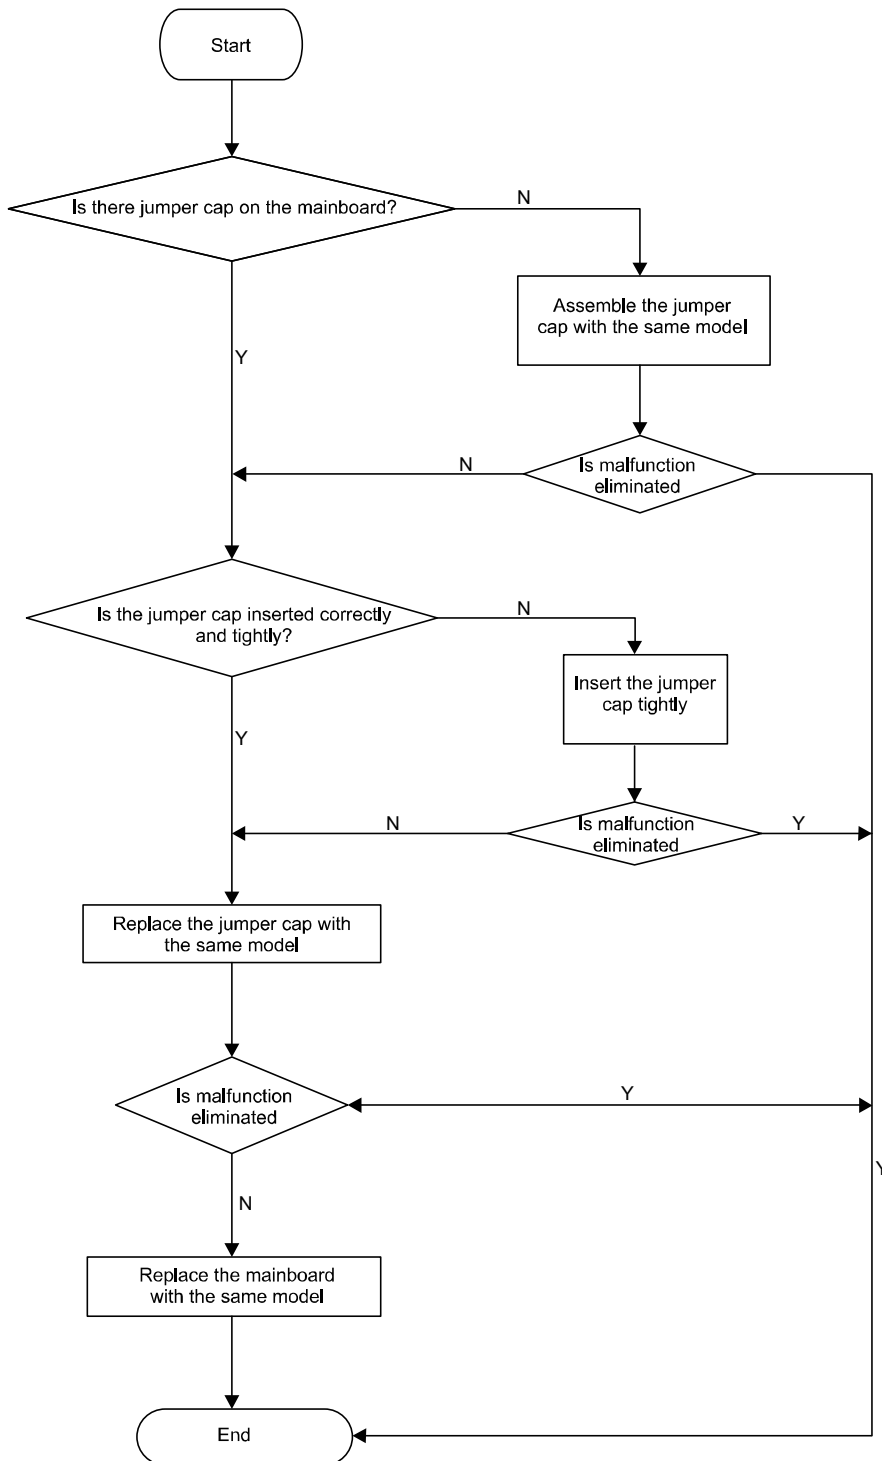 Start
Is there jumper cap on the mainboard?
N
Assemble the jumper
cap with the same model
Y
Is malfunction
eliminated
N
Is the jumper cap inserted correctly
and tightly?
N
Insert the jumper
cap tightly
Y
Is malfunction
eliminated
N
Y
Replace the jumper cap with
the same model
Is malfunction
eliminated
Y
Y
N
Replace the mainboard
with the same model
End